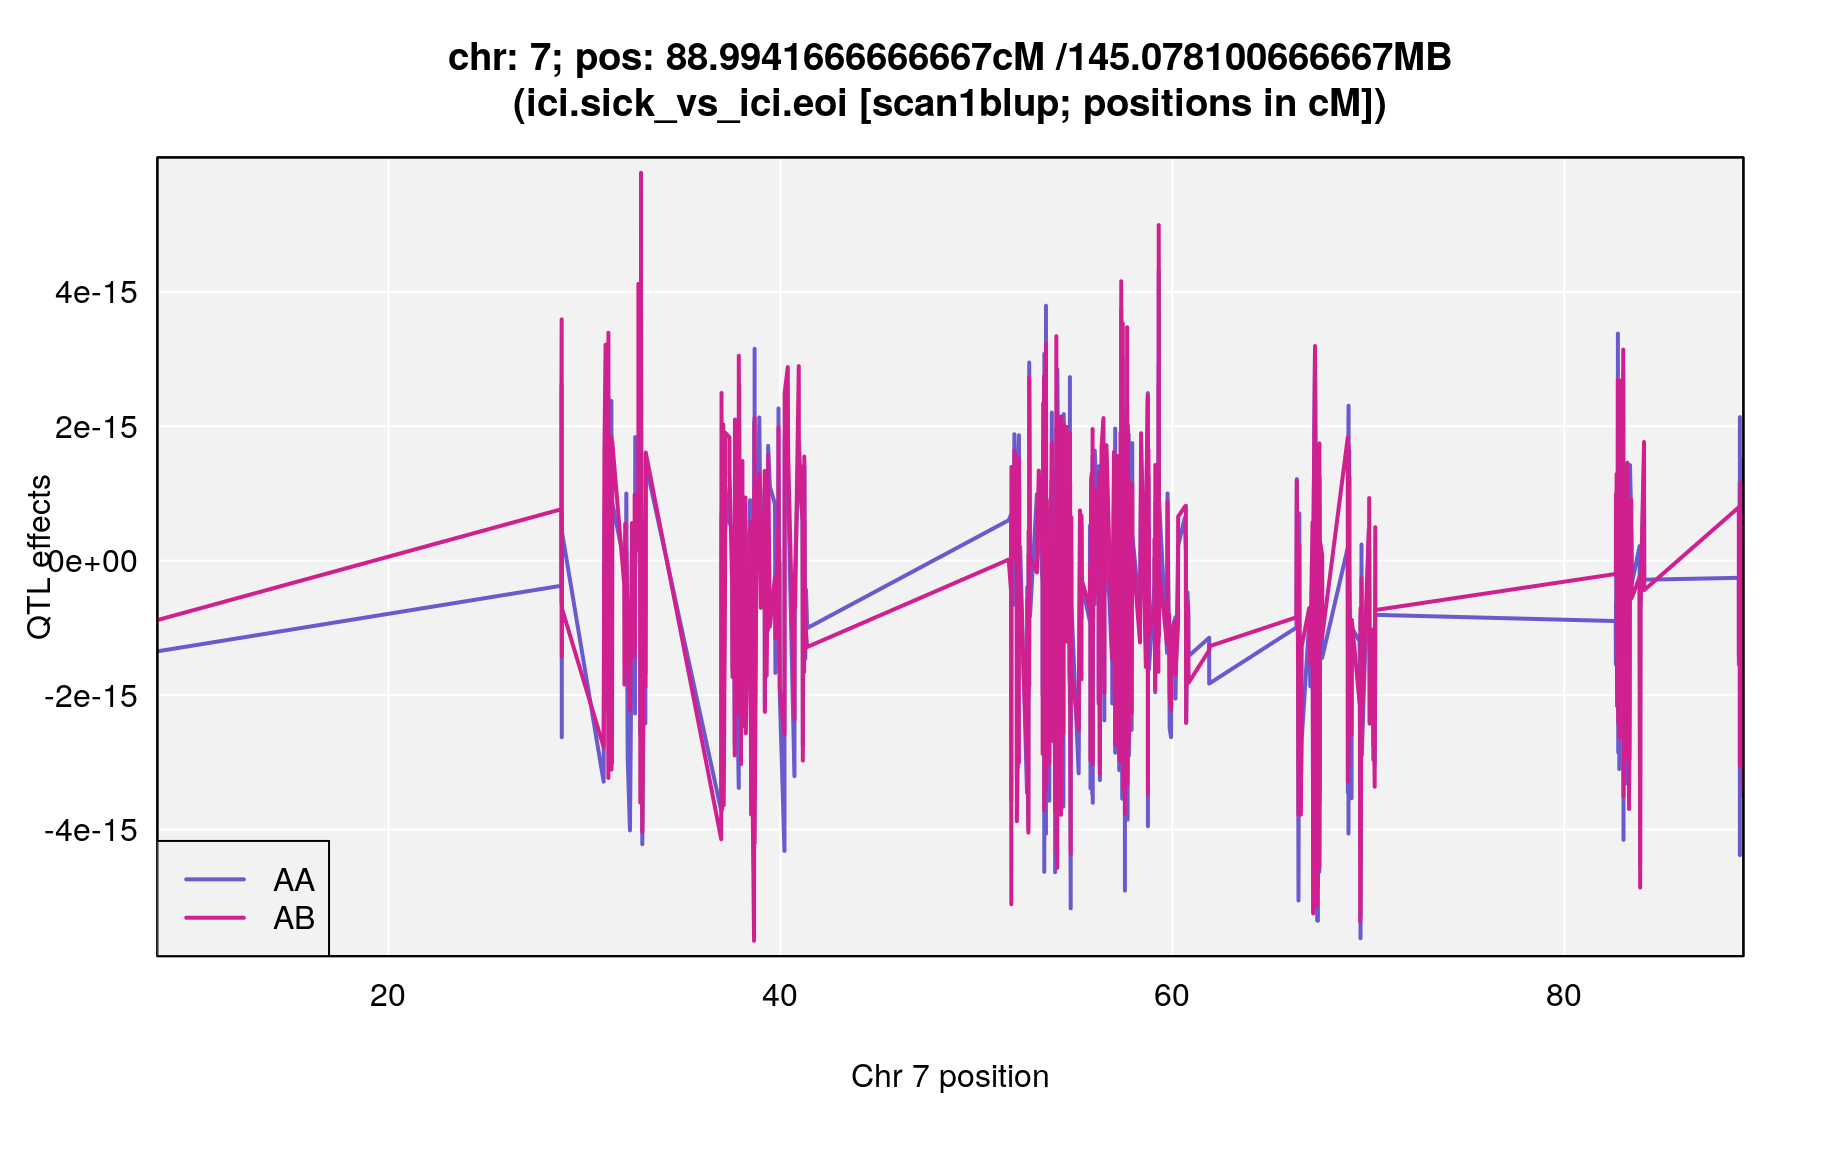 chr: 7; pos: 88.9941666666667cM /145.078100666667MB
(ici.sick_vs_ici.eoi [scan1blup; positions in cM])
QTL effects
4e-15
2e-15
0e+00
-2e-15
-4e-15
AA
AB
20 40 60 80
Chr 7 position